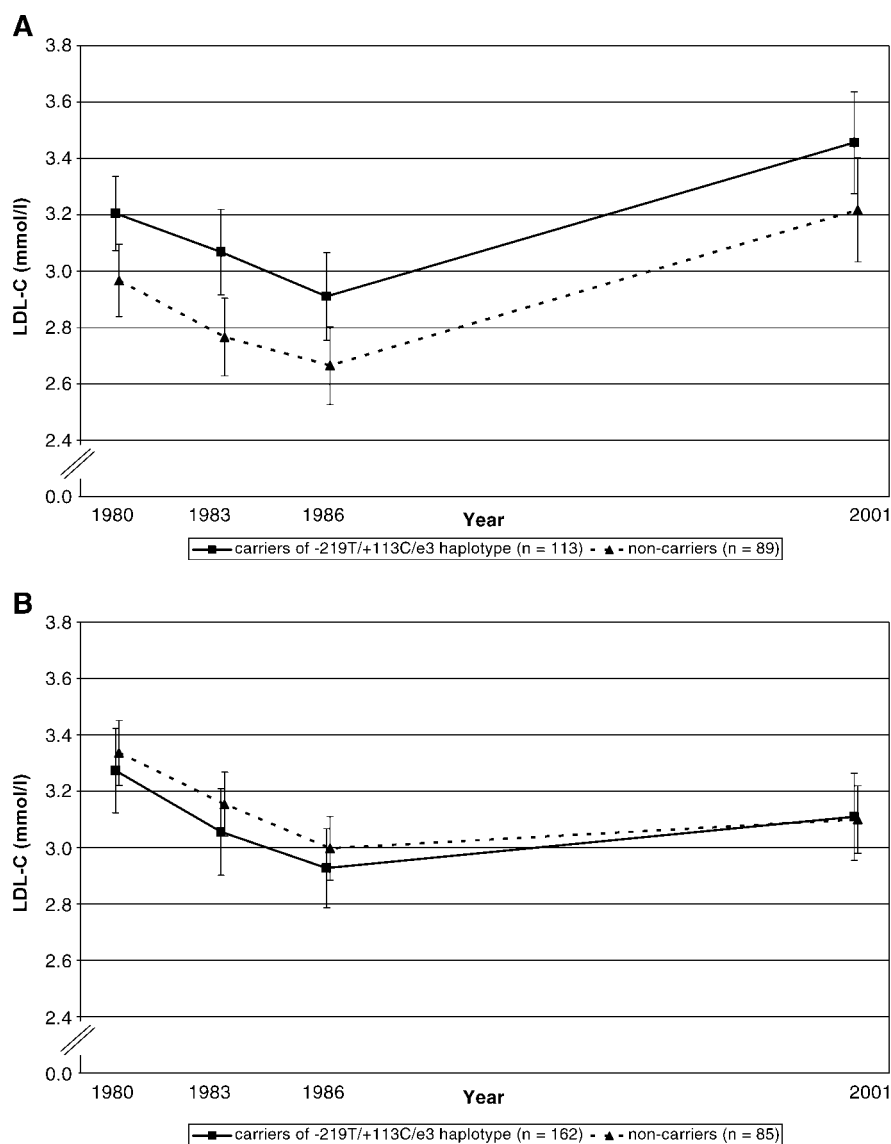 A
3.8
3.6
3.4
3.2
3.0
2.8
2.6
2.4
0.0
LDL-C (mmol/l)
1980 1983 1986 Year 2001
carriers of -219T/+113C/e3 haplotype (n = 113) non-carriers (n = 89)
B
3.8
3.6
3.4
3.2
3.0
2.8
2.6
2.4
0.0
LDL-C (mmol/l)
1980 1983 1986 Year 2001
carriers of -219T/+113C/e3 haplotype (n = 162) non-carriers (n = 85)